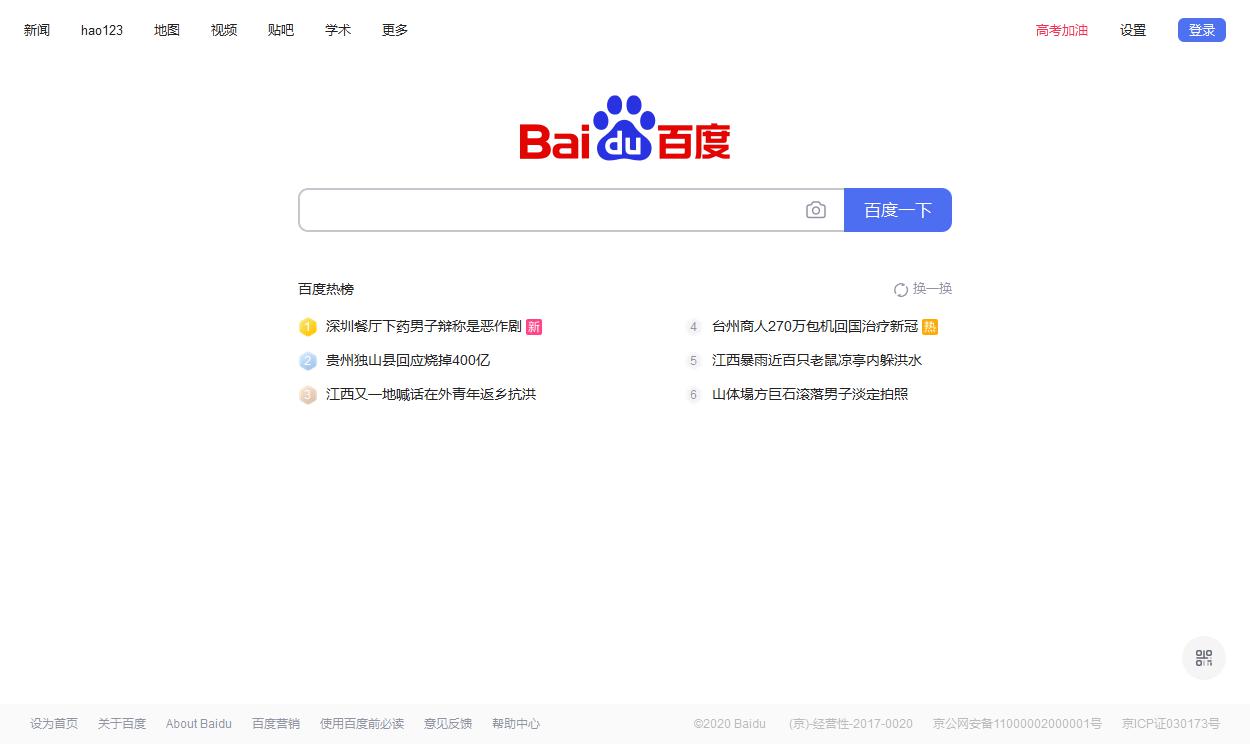 新闻 hao123 地图 视频 贴吧 学术 更多 高考加油 设置 登录
Bai du 百度
百度一下
百度热榜 换一换
1 深圳餐厅下药男子辩称是恶作剧 新
4 台州商人270万包机回国治疗新冠 热
2 贵州独山县回应烧掉400亿
5 江西暴雨近百只老鼠凉亭内躲洪水
3 江西又一地喊话在外青年返乡抗洪
6 山体塌方巨石滚落男子淡定拍照
设为首页 关于百度 About Baidu 百度营销 使用百度前必读 意见反馈 帮助中心 ©2020 Baidu (京)-经营性-2017-0020 京公网安备11000002000001号 京ICP证030173号